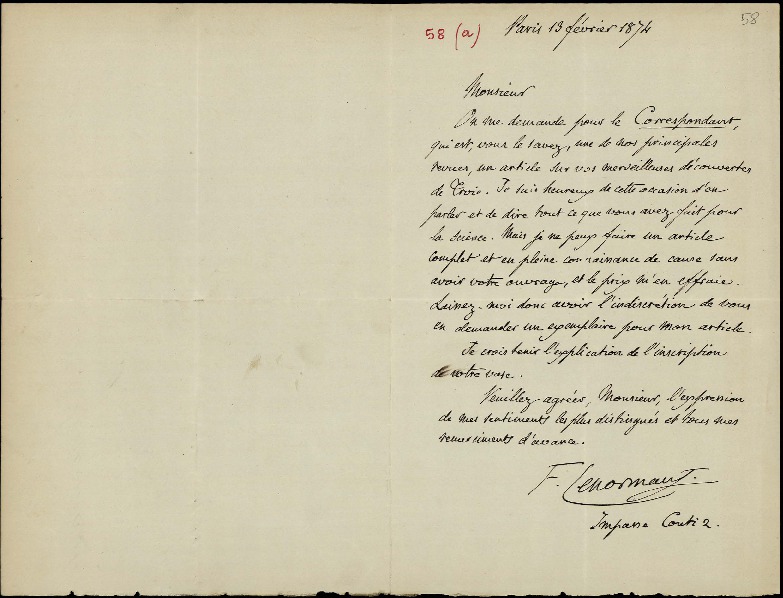 58
58 (a)
Paris 13 février 1874
Monsieur
On me demande pour le Correspondant,
qui est, vous le savez, une de nos principales
revues, un article sur vos merveilleuses découvertes
de Troie. Je suis heureux de cette occasion d'en
parler et de dire tout ce que vous avez fait pour
la science. Mais je ne peux faire un article
complet et en pleine connaissance de cause sans
avoir votre ouvrage, et le prix m'en effraie.
Laissez-moi donc avoir l'indiscrétion de vous
en demander un exemplaire pour mon article.
Je crois tenir l'explication de l'inscription
de votre vase.
Veuillez agréer, Monsieur, l'expression
de mes sentiments les plus distingués et tous mes
remerciments d'avance.
F. Lenormant.
Impasse Conti 2.